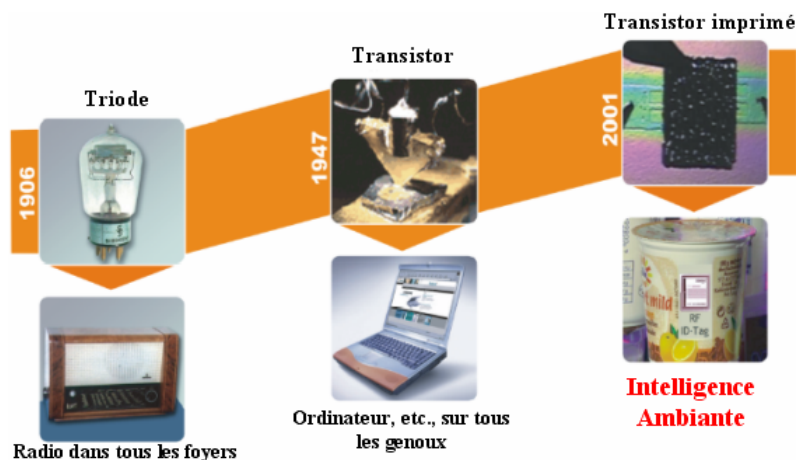 Transistor imprimé
Transistor
Triode
1906
1947
2001
mild
RF
ID-Tag
Radio dans tous les foyers
Ordinateur, etc., sur tous
les genoux
Intelligence
Ambiante